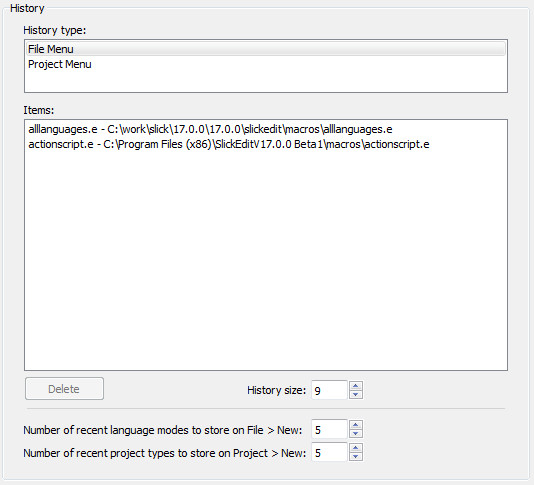 History
History type:
File Menu
Project Menu
Items:
alllanguages.e - C:\work\slick\17.0.0\17.0.0\slickedit\macros\alllanguages.e
actionscript.e - C:\Program Files (x86)\SlickEditV17.0.0 Beta1\macros\actionscript.e
Delete
History size: 9
Number of recent language modes to store on File > New: 5
Number of recent project types to store on Project > New: 5